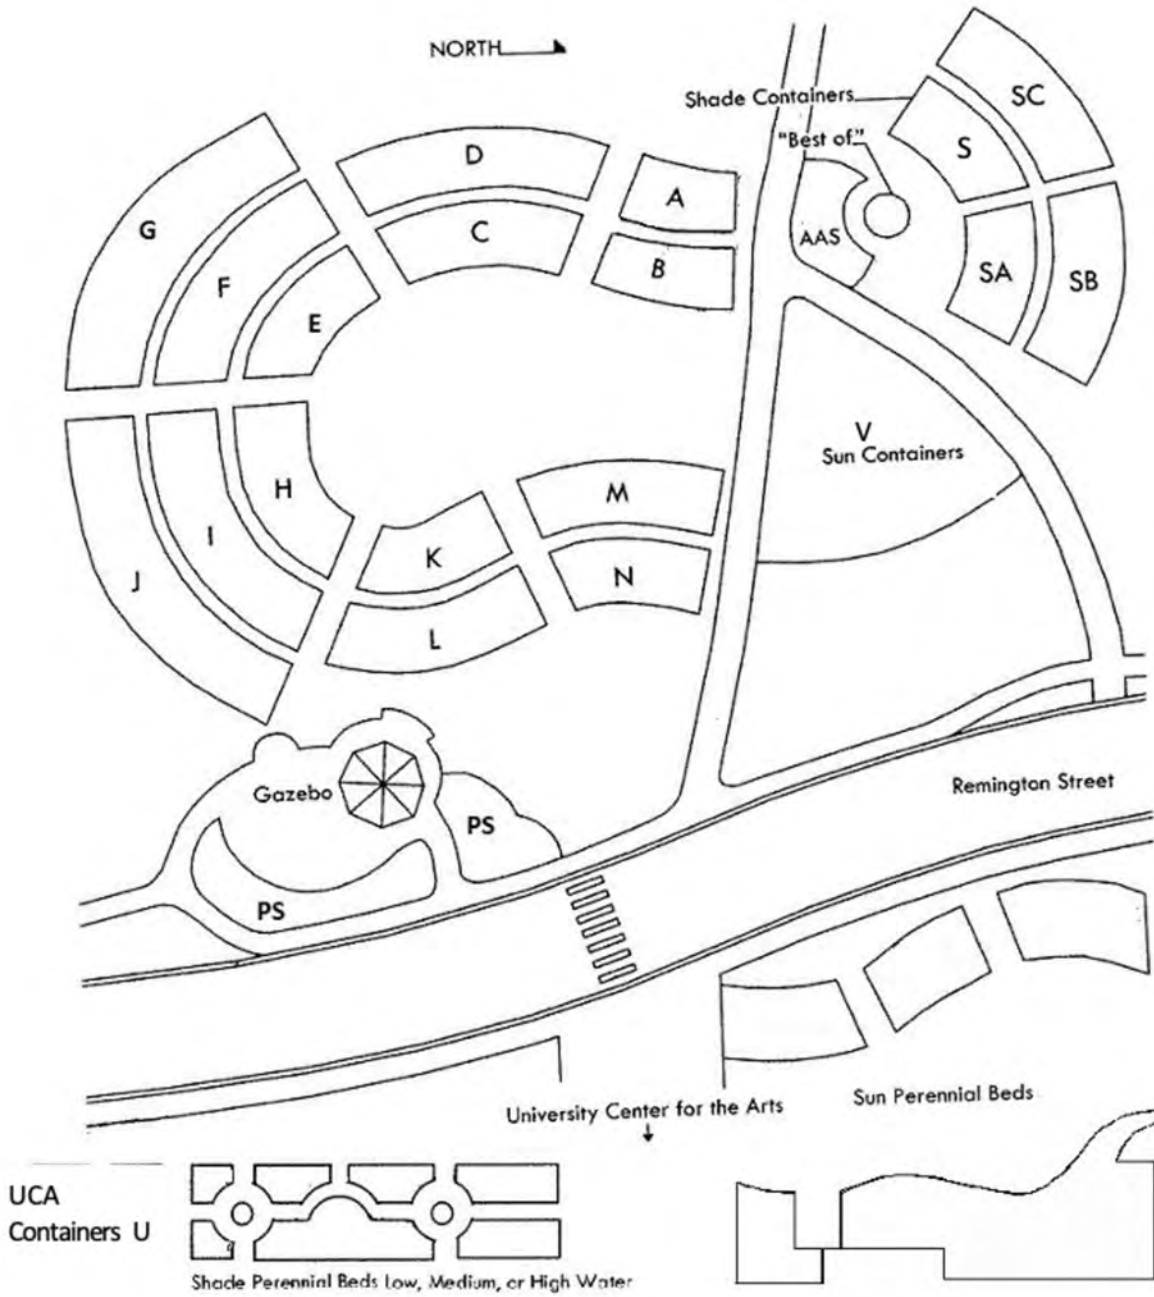 NORTH
SC
Shade Containers
"Best of."
S
D
A
G
C
AAS
B
SA
SB
F
E
V
Sun Containers
M
H
I
K
N
J
L
Remington Street
Gazebo
PS
PS
Sun Perennial Beds
University Center for the Arts
UCA
Containers U
Shade Perennial Beds Low, Medium, or High Water